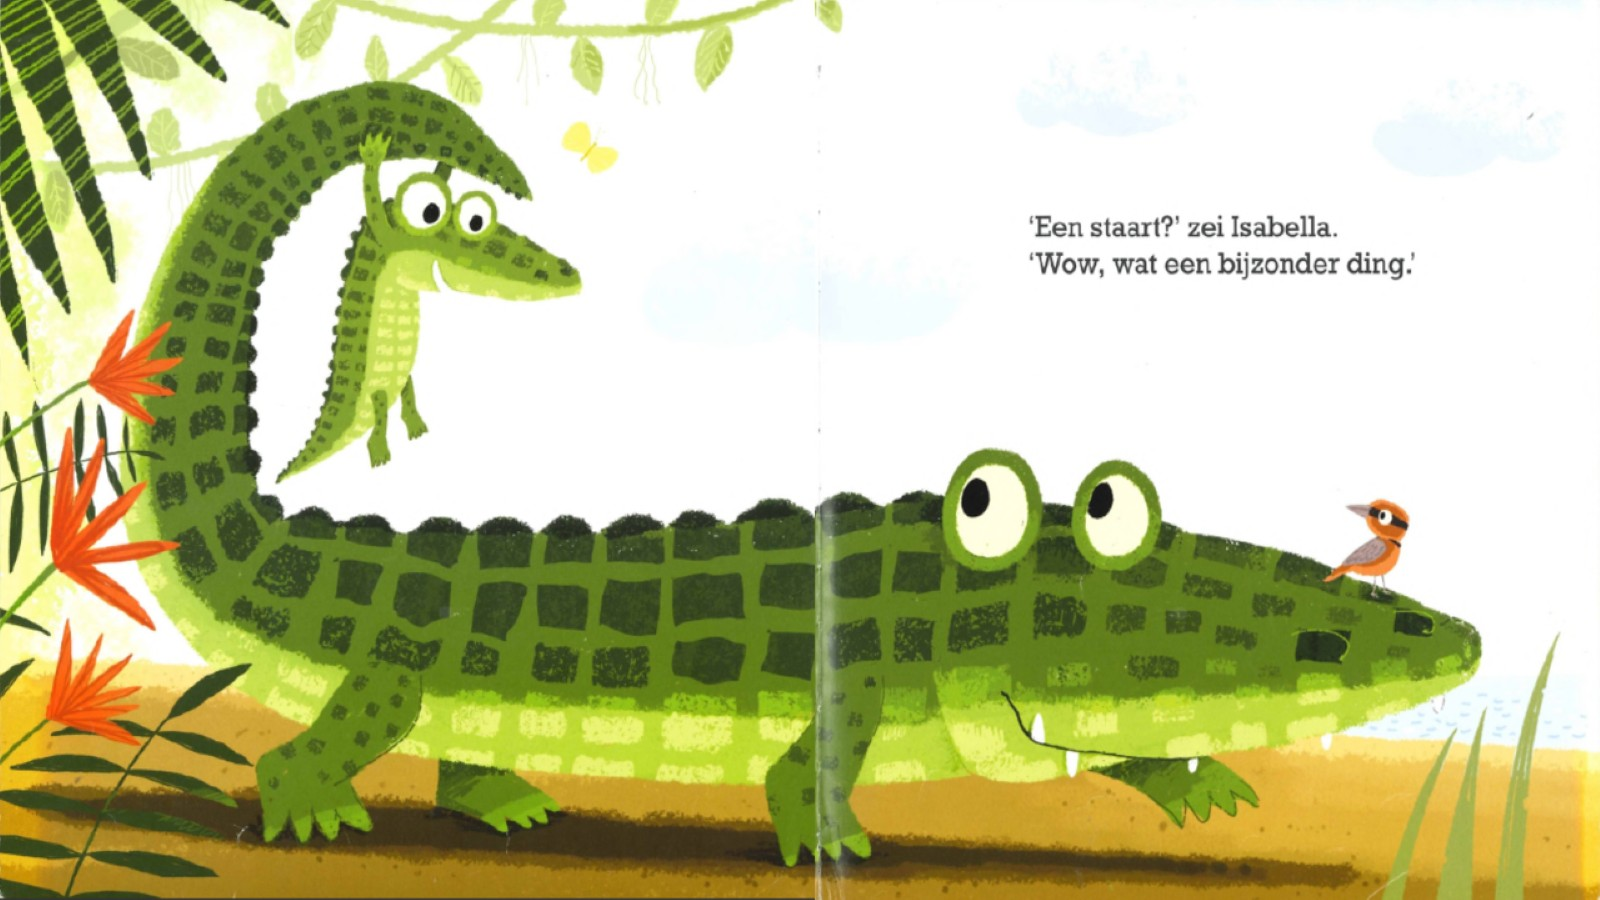 ‘Een staart?’ zei Isabella.
‘Wow, wat een bijzonder ding.’